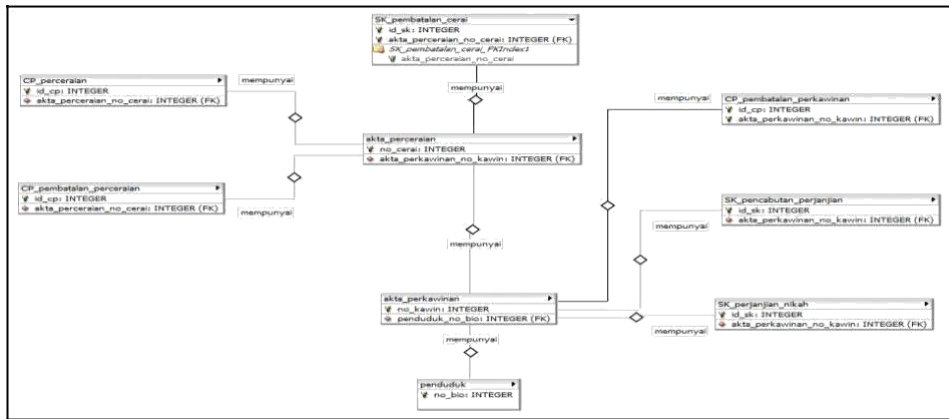 SK_pembatalan_cerai
id_sk: INTEGER
akta_perceraian_no_cerai: INTEGER (FK)
SK_pembatalan_cerai_FKIndex1
akta_perceraian_no_cerai
mempunyai
CP_perceraian
id_cp: INTEGER
akta_perceraian_no_cerai: INTEGER (FK)
mempunyai
mempunyai
CP_pembatalan_perkawinan
id_cp: INTEGER
akta_perkawinan_no_kawin: INTEGER (FK)
akta_perceraian
no_cerai: INTEGER
akta_perkawinan_no_kawin: INTEGER (FK)
CP_pembatalan_perceraian
id_cp: INTEGER
akta_perceraian_no_cerai: INTEGER (FK)
mempunyai
SK_pencabutan_perjanjian
id_sk: INTEGER
akta_perkawinan_no_kawin: INTEGER (FK)
mempunyai
mempunyai
akta_perkawinan
no_kawin: INTEGER
penduduk_no_bio: INTEGER (FK)
SK_perjanjian_nikah
id_sk: INTEGER
akta_perkawinan_no_kawin: INTEGER (FK)
mempunyai
mempunyai
penduduk
no_bio: INTEGER